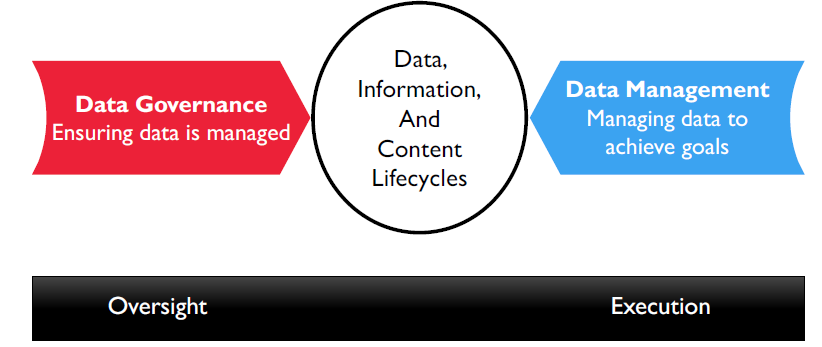 Data Governance
Ensuring data is managed
Data,
Information,
And
Content
Lifecycles
Data Management
Managing data to
achieve goals
Oversight
Execution